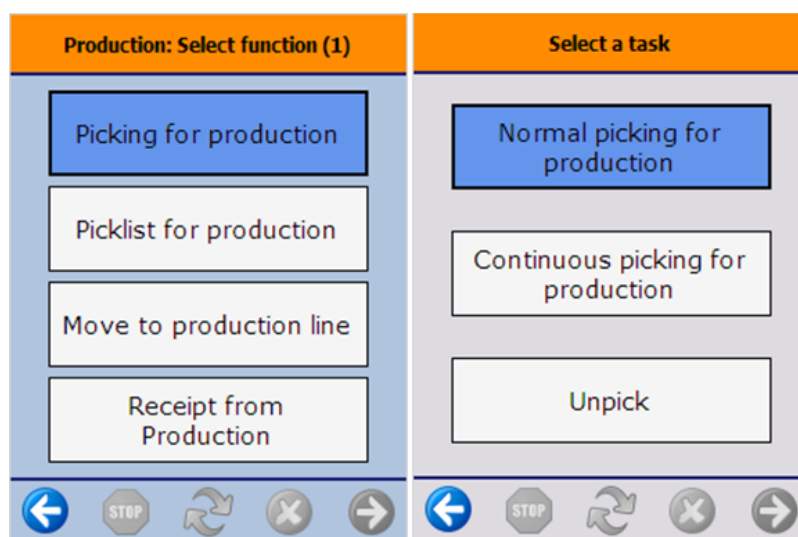 Production: Select function (1)
Picking for production
Picklist for production
Move to production line
Receipt from
Production
STOP
Select a task
Normal picking for
production
Continuous picking for
production
Unpick
STOP